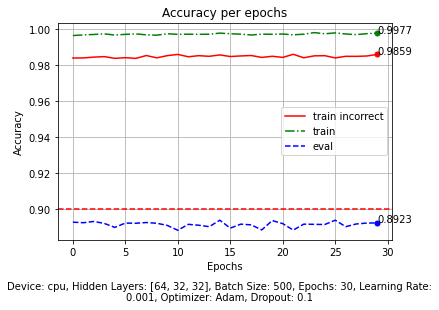 Accuracy per epochs
1.00
0.98
0.96
0.94
0.92
0.90
Accuracy
0.9977
0.9859
train incorrect
train
eval
0.8923
0
5
10
15
20
25
30
Epochs
Device: cpu, Hidden Layers: [64, 32, 32], Batch Size: 500, Epochs: 30, Learning Rate:
0.001, Optimizer: Adam, Dropout: 0.1